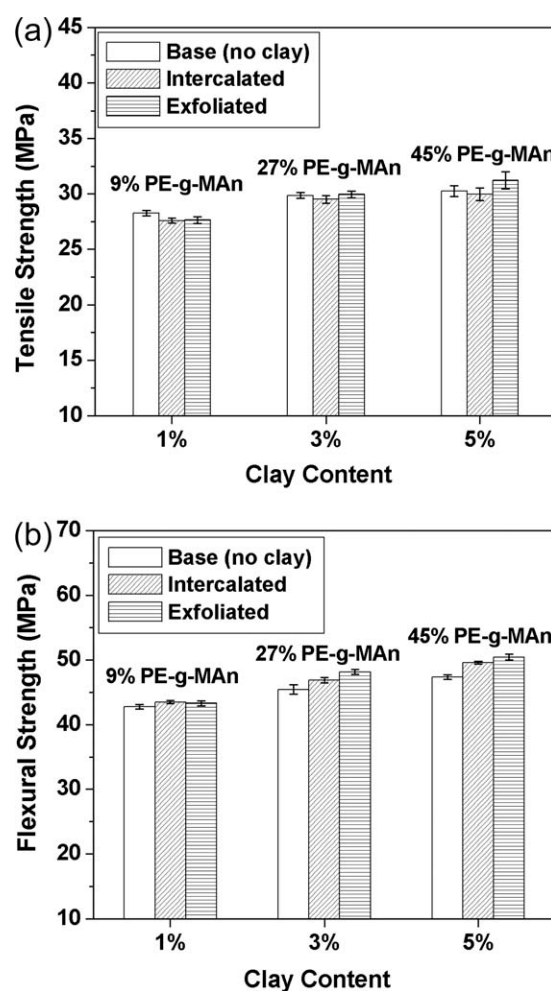 (a)
45
40
35
30
25
20
15
10
Tensile Strength (MPa)
Base (no clay)
Intercalated
Exfoliated
9% PE-g-MAn
27% PE-g-MAn
45% PE-g-MAn
1%
3%
5%
Clay Content
(b)
70
60
50
40
30
20
10
Flexural Strength (MPa)
Base (no clay)
Intercalated
Exfoliated
9% PE-g-MAn
27% PE-g-MAn
45% PE-g-MAn
1%
3%
5%
Clay Content